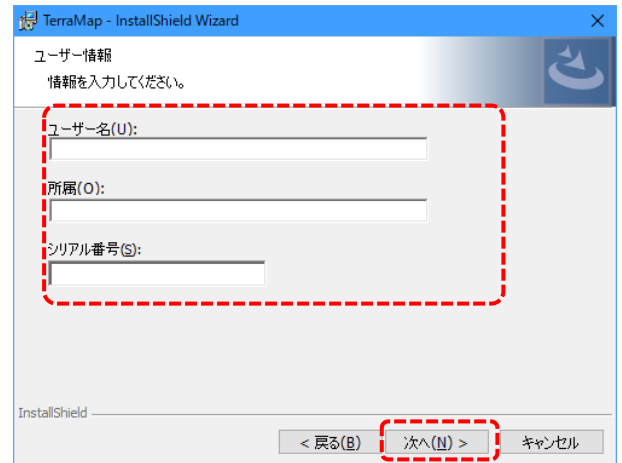 TerraMap - InstallShield Wizard
ユーザー情報
情報を入力してください。
ユーザー名(U):
所属(O):
シリアル番号(S):
InstallShield
< 戻る(B) 次へ(N) > キャンセル